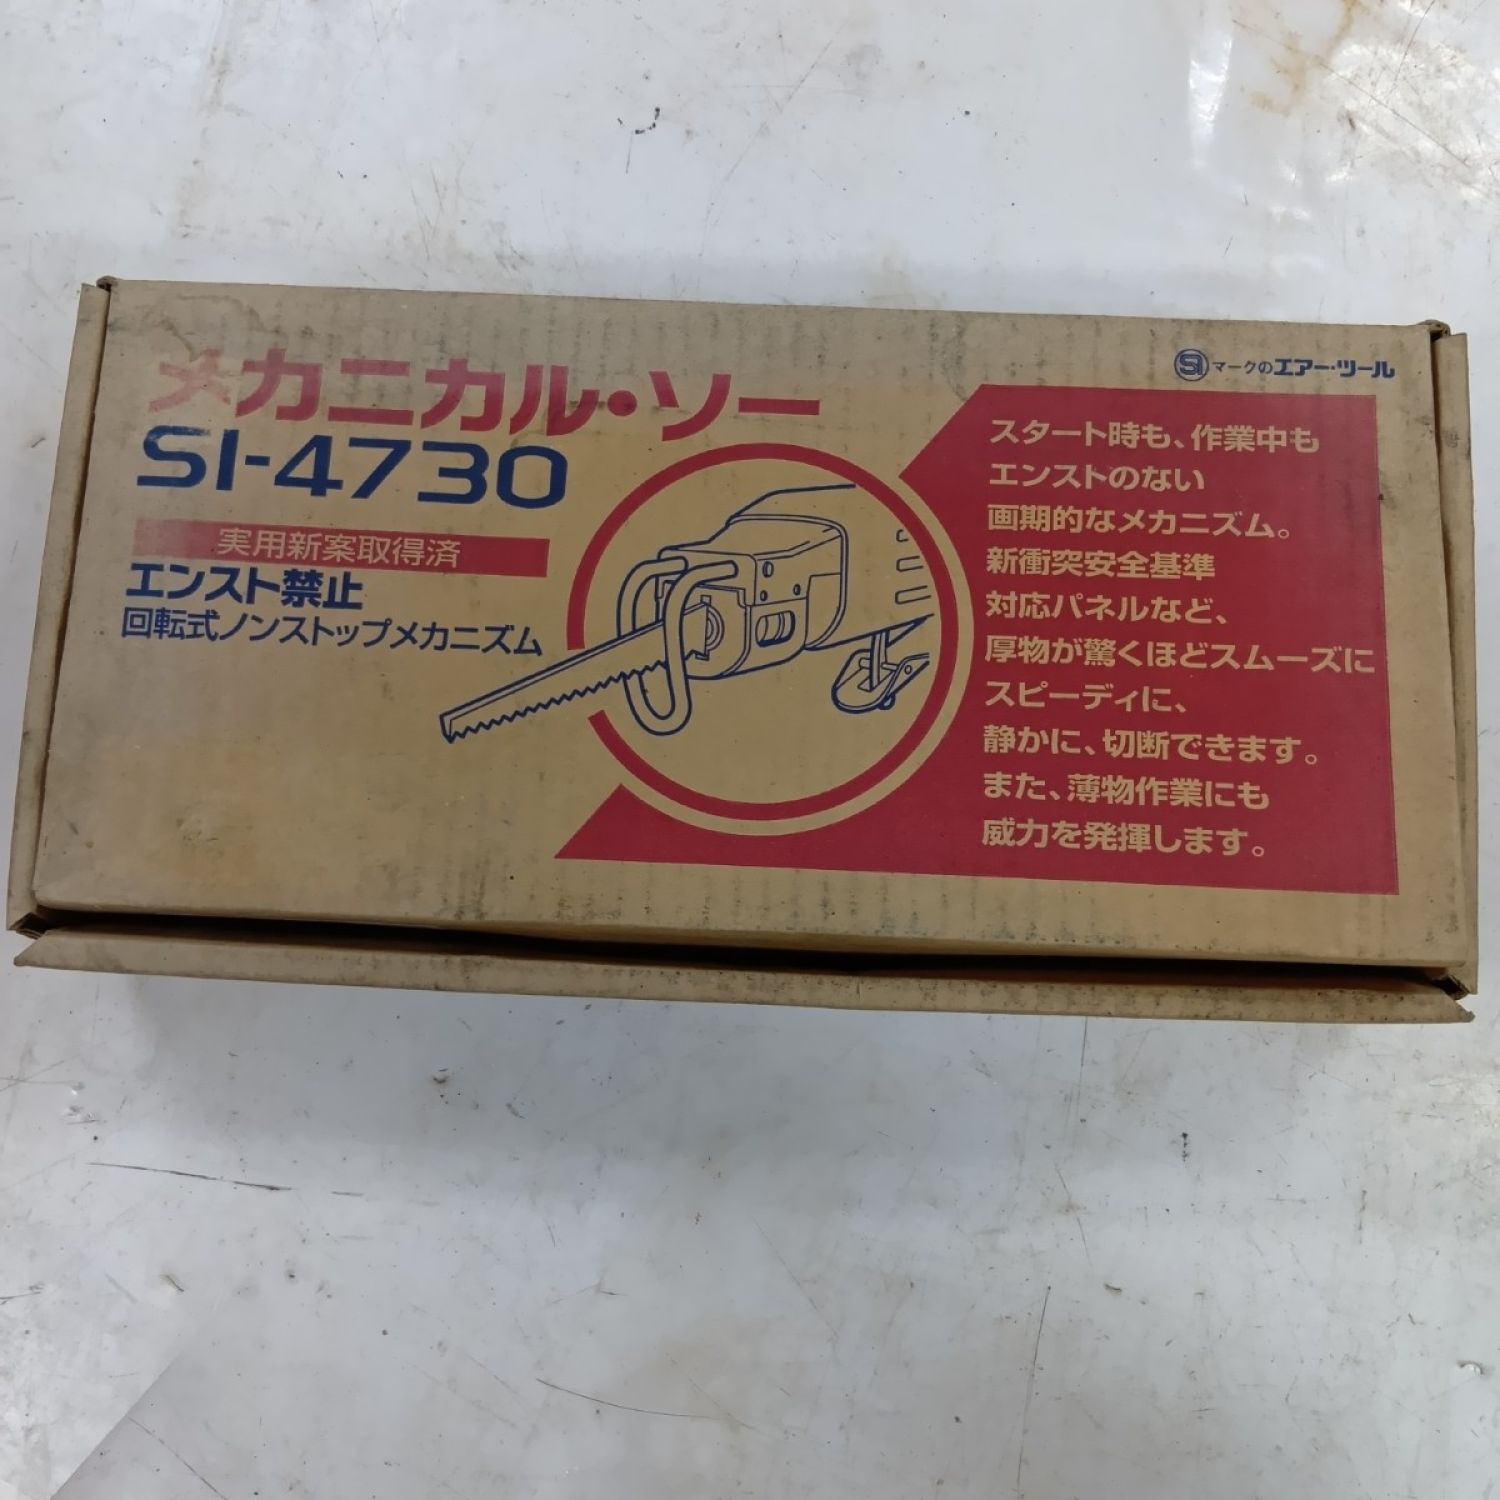 メカニカル・ソー
SI-4730
実用新案取得済
エンスト禁止
回転式ノンストップメカニズム
SI マークのエアー・ツール
スタート時も、作業中も
エンストのない
画期的なメカニズム。
新衝突安全基準
対応パネルなど、
厚物が驚くほどスムーズに
スピーディに、
静かに、切断できます。
また、薄物作業にも
威力を発揮します。